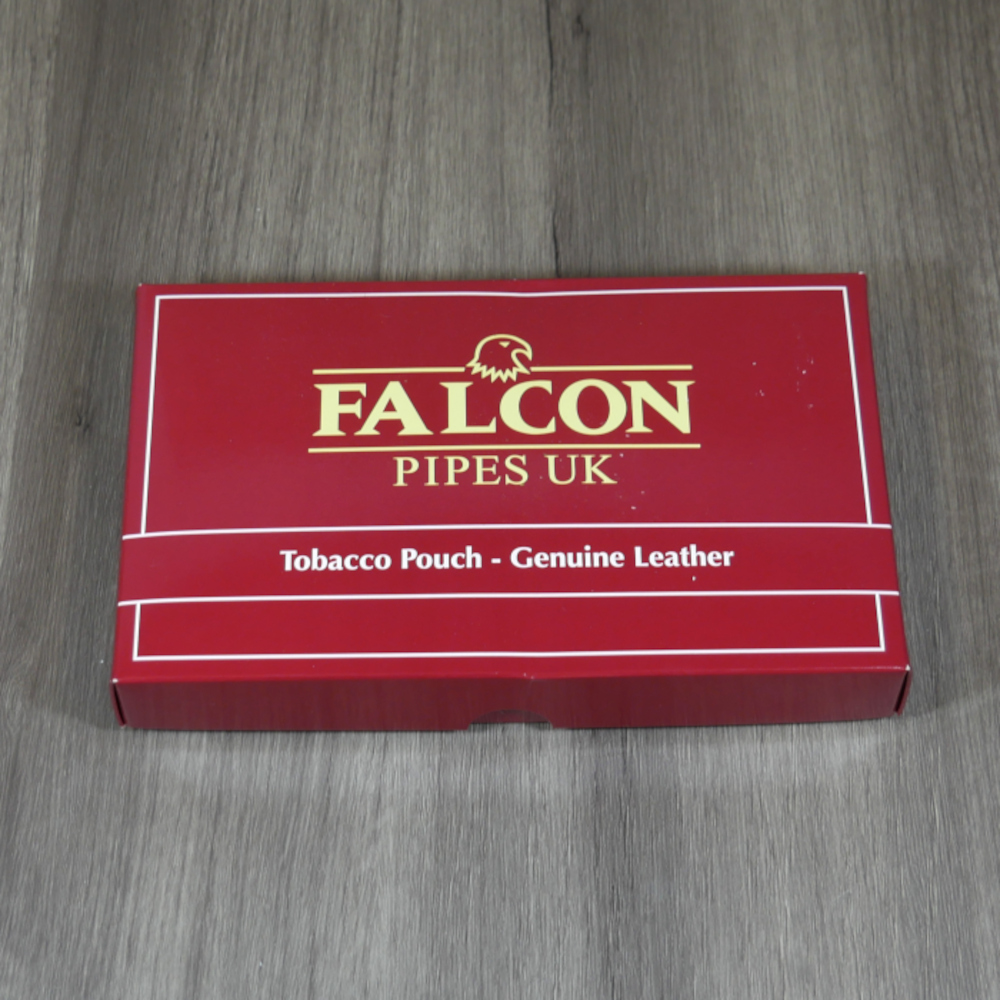 FALCON
PIPES UK
Tobacco Pouch - Genuine Leather